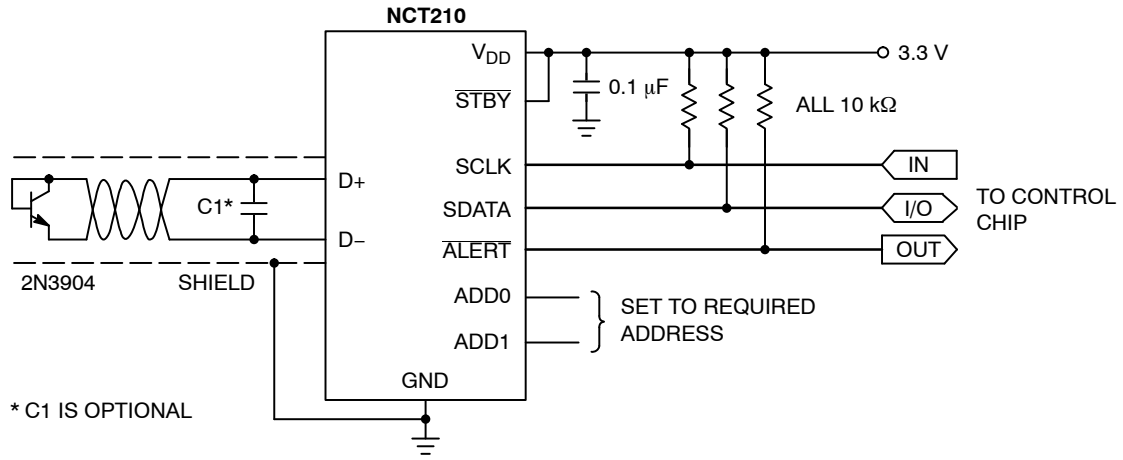 NCT210
VDD
3.3 V
0.1 μF
STBY
ALL 10 kΩ
SCLK
IN
D+
C1*
SDATA
I/O
TO CONTROL
CHIP
D−
ALERT
OUT
2N3904
SHIELD
ADD0
SET TO REQUIRED
ADDRESS
ADD1
GND
* C1 IS OPTIONAL